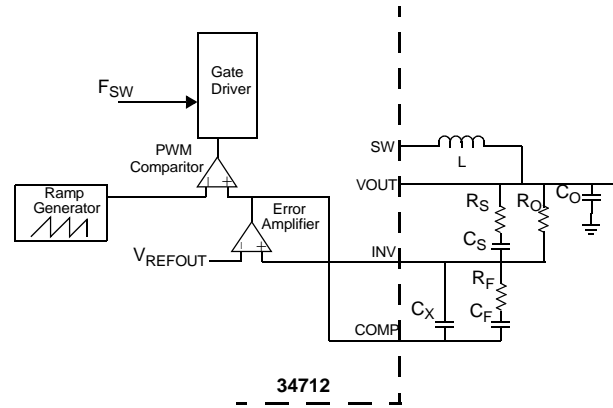 Gate
Driver
FSW
PWM
Comparitor
Ramp
Generator
Error
Amplifier
VREFOUT
SW
L
VOUT
RS
RO
CO
CS
INV
RF
CX
CF
COMP
34712